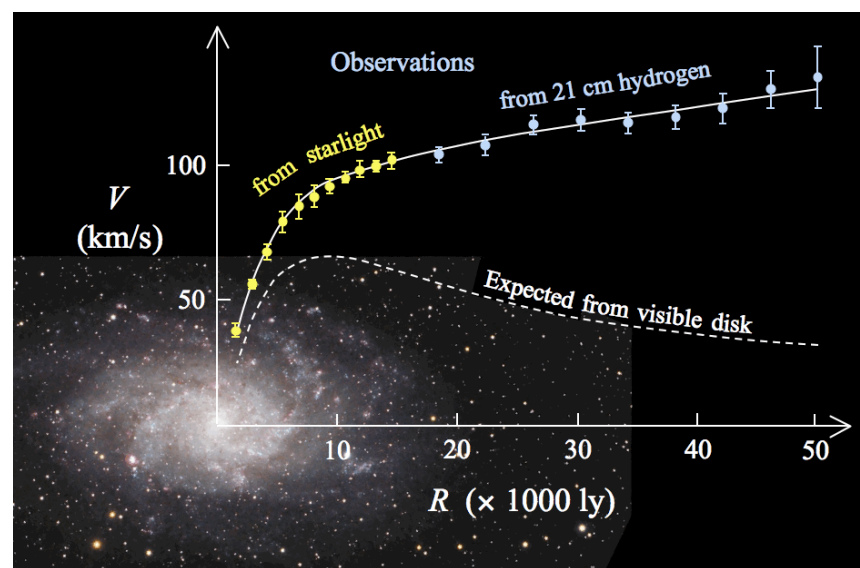 Observations
from 21 cm hydrogen
from starlight
100
V
(km/s)
50
Expected from visible disk
10 20 30 40 50
R (× 1000 ly)